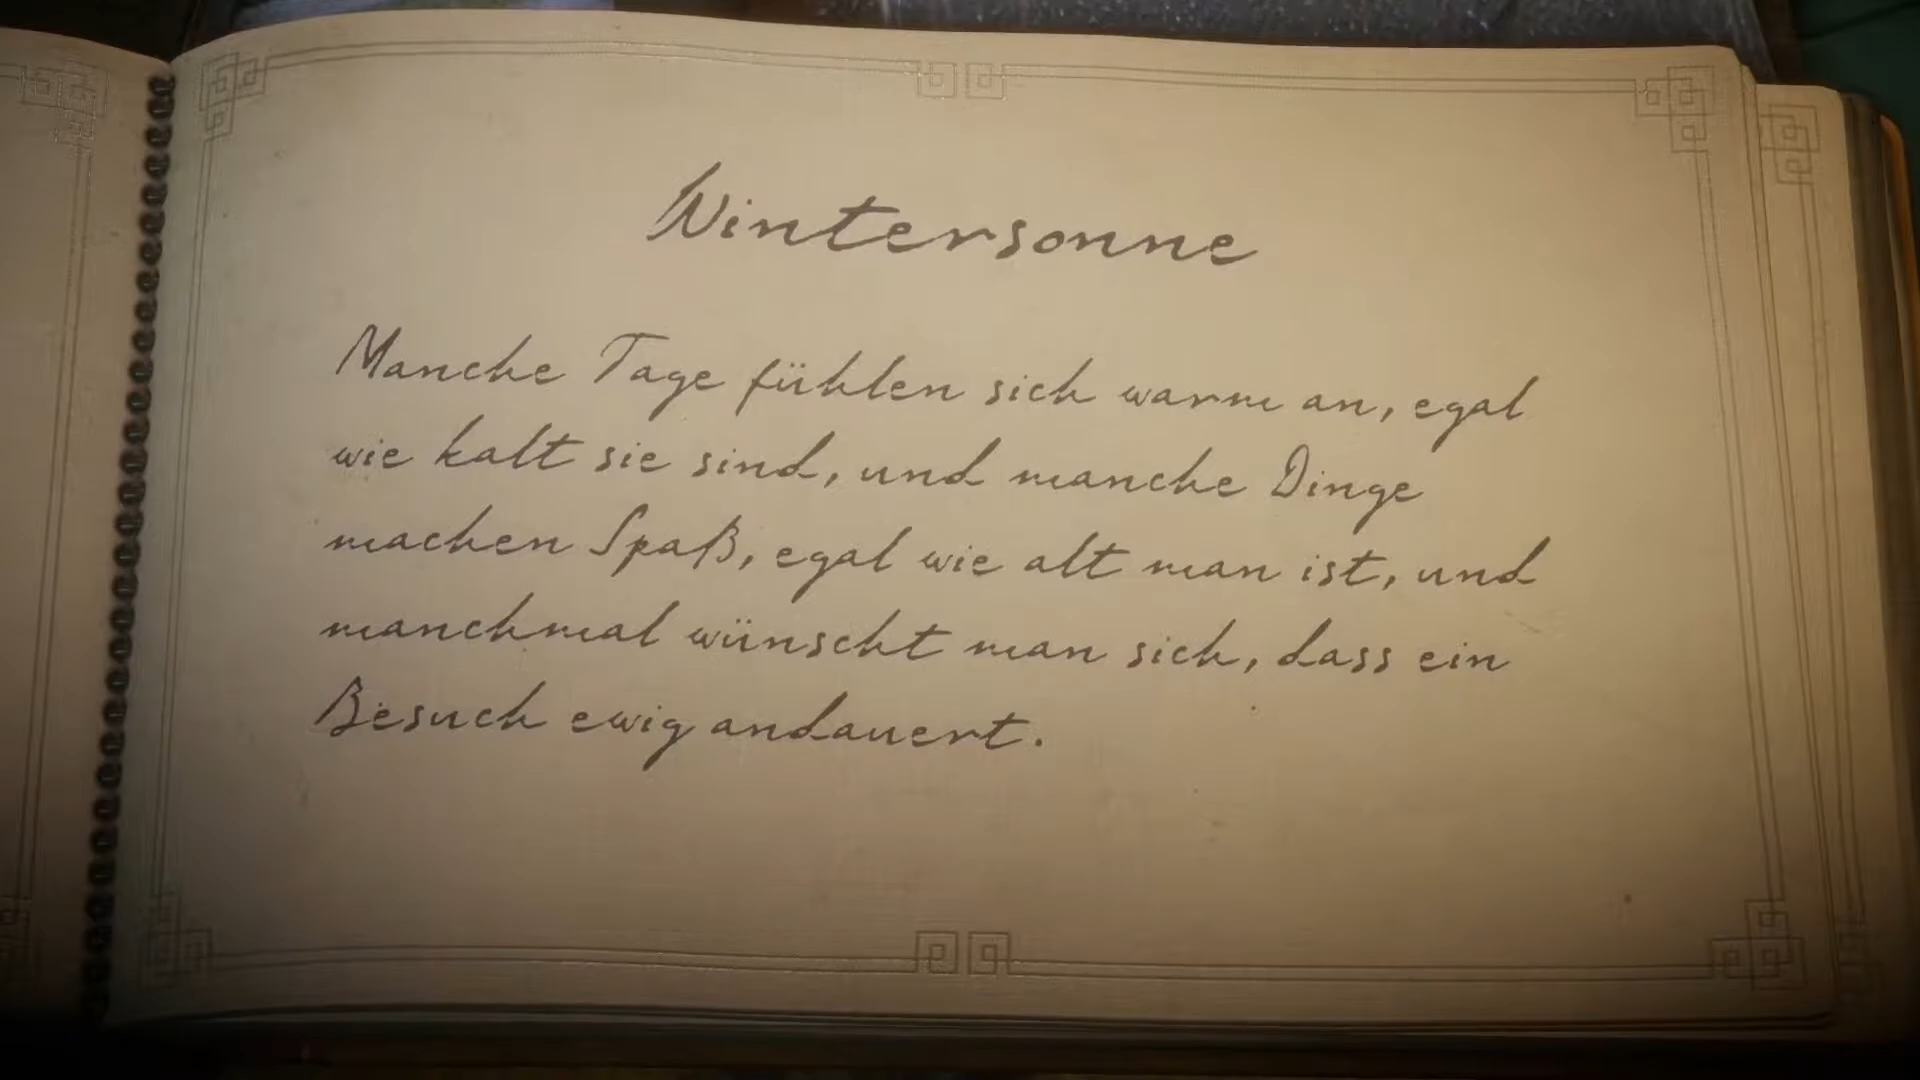 Wintersonne
Manche Tage fühlen sich warm an, egal
wie kalt sie sind, und manche Dinge
machen Spaß, egal wie alt man ist, und
manchmal wünscht man sich, dass ein
Besuch ewig andauert.